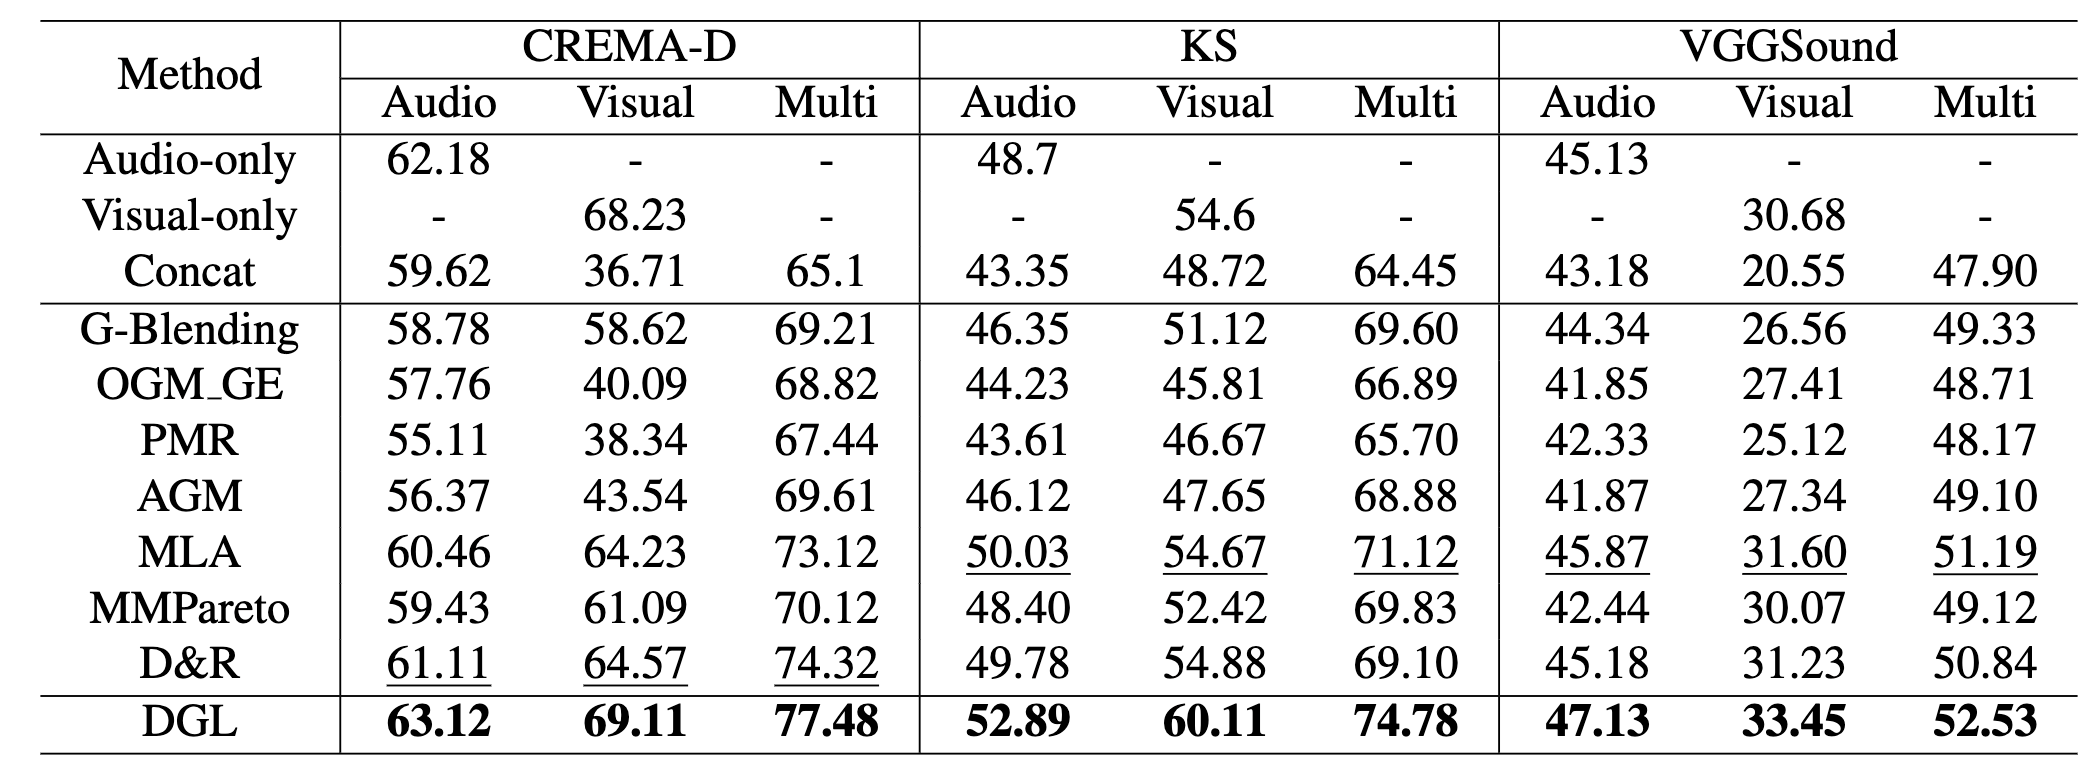 Method CREMA-D KS VGGSound
Audio Visual Multi Audio Visual Multi Audio Visual Multi
Audio-only 62.18 - - 48.7 - - 45.13 - -
Visual-only - 68.23 - - 54.6 - - 30.68 -
Concat 59.62 36.71 65.1 43.35 48.72 64.45 43.18 20.55 47.90
G-Blending 58.78 58.62 69.21 46.35 51.12 69.60 44.34 26.56 49.33
OGM_GE 57.76 40.09 68.82 44.23 45.81 66.89 41.85 27.41 48.71
PMR 55.11 38.34 67.44 43.61 46.67 65.70 42.33 25.12 48.17
AGM 56.37 43.54 69.61 46.12 47.65 68.88 41.87 27.34 49.10
MLA 60.46 64.23 73.12 50.03 54.67 71.12 45.87 31.60 51.19
MMPareto 59.43 61.09 70.12 48.40 52.42 69.83 42.44 30.07 49.12
D&R 61.11 64.57 74.32 49.78 54.88 69.10 45.18 31.23 50.84
DGL 63.12 69.11 77.48 52.89 60.11 74.78 47.13 33.45 52.53